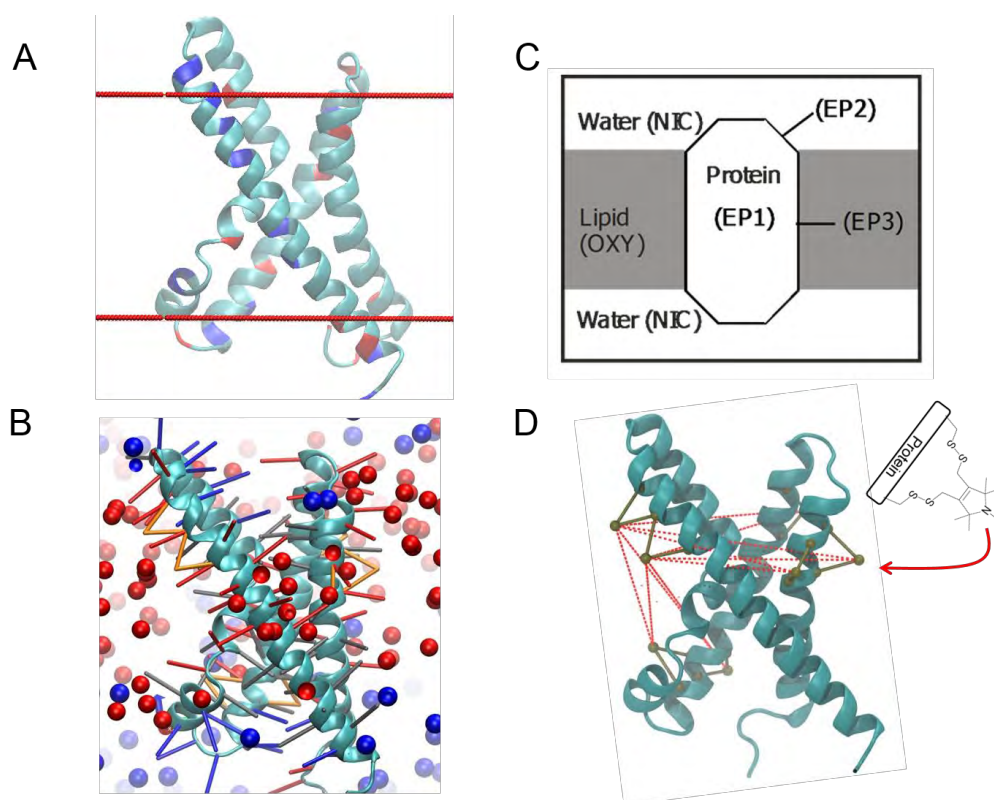 A
C
Water (NIC)
(EP2)
Protein
(EP1)
Lipid
(OXY)
(EP3)
Water (NIC)
B
D
Protein
S
S
S
S
N